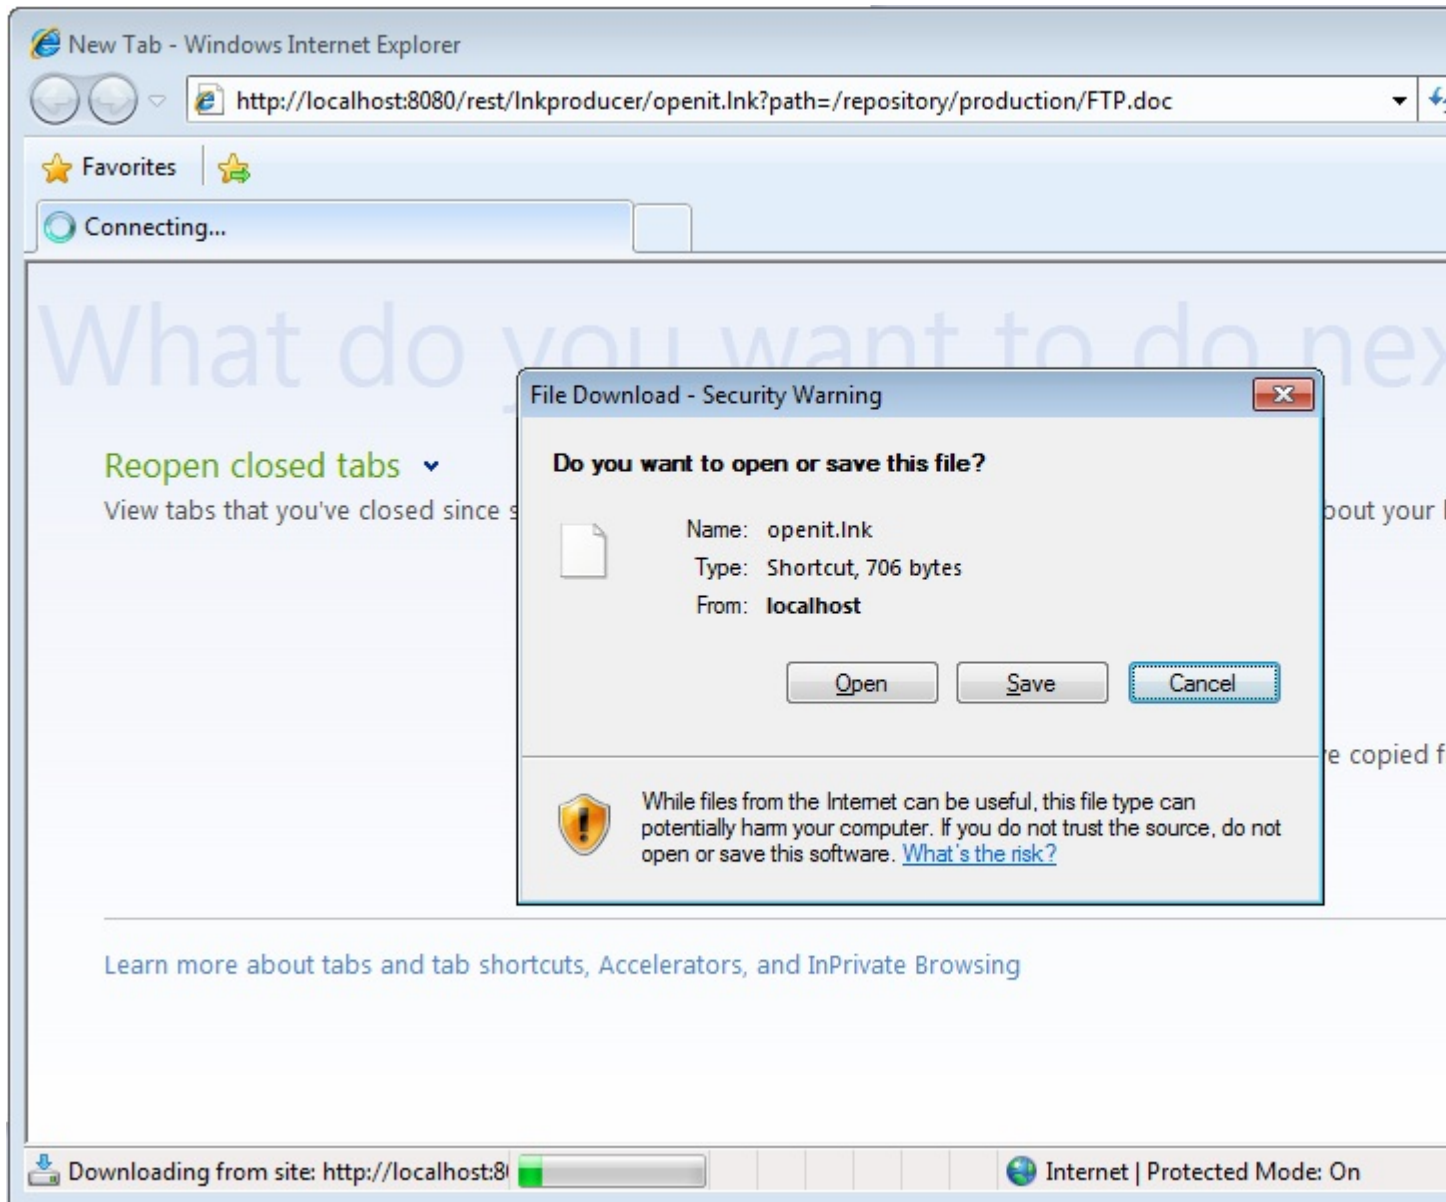 New Tab - Windows Internet Explorer
http://localhost:8080/rest/lnkproducer/openit.lnk?path=/repository/production/FTP.doc
Favorites
Connecting...
What do you want to do nex
File Download - Security Warning
Reopen closed tabs
Do you want to open or save this file?
View tabs that you've closed since s
bout your
Name: openit.lnk
Type: Shortcut, 706 bytes
From: localhost
Open Save Cancel
e copied f
While files from the Internet can be useful, this file type can
potentially harm your computer. If you do not trust the source, do not
open or save this software. What's the risk?
Learn more about tabs and tab shortcuts, Accelerators, and InPrivate Browsing
Downloading from site: http://localhost:80 Internet | Protected Mode: On